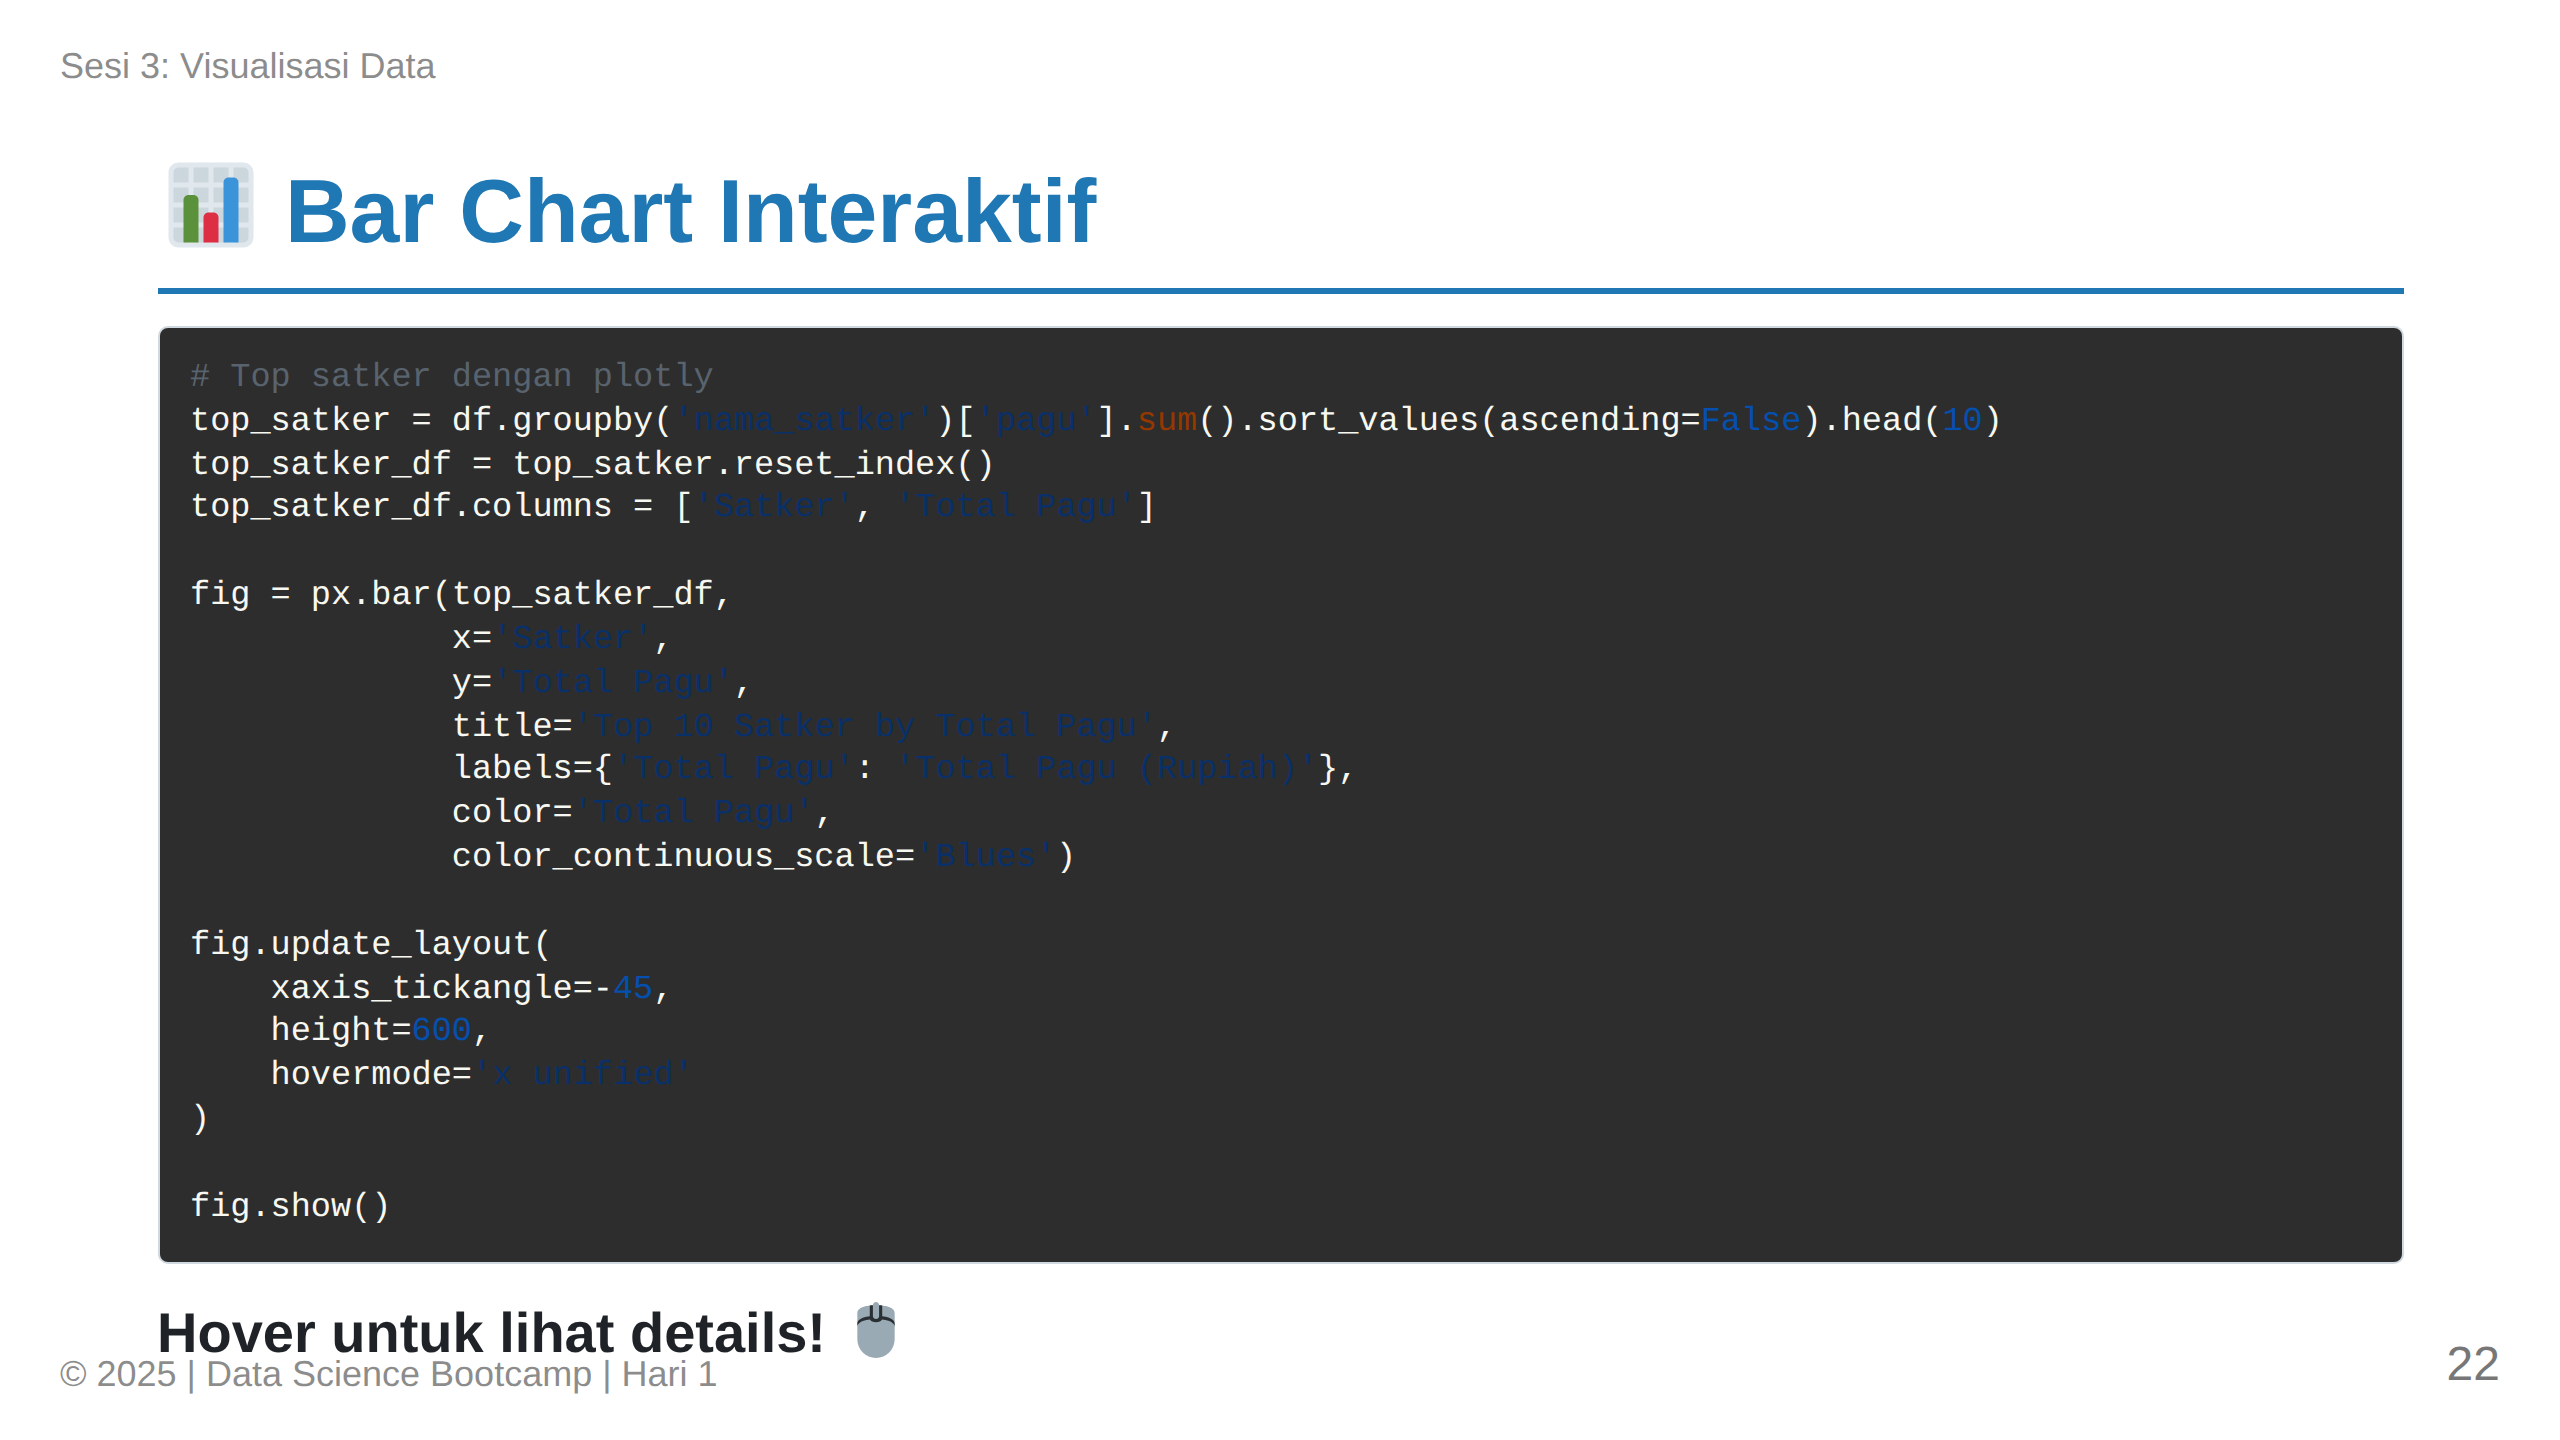 Sesi 3: Visualisasi Data
Bar Chart Interaktif
# Top satker dengan plotly
top_satker = df.groupby('nama_satker')['pagu'].sum().sort_values(ascending=False).head(10)
top_satker_df = top_satker.reset_index()
top_satker_df.columns = ['Satker', 'Total Pagu']
fig = px.bar(top_satker_df,
             x='Satker',
             y='Total Pagu',
             title='Top 10 Satker by Total Pagu',
             labels={'Total Pagu': 'Total Pagu (Rupiah)'},
             color='Total Pagu',
             color_continuous_scale='Blues')
fig.update_layout(
    xaxis_tickangle=-45,
    height=600,
    hovermode='x unified'
)
fig.show()
Hover untuk lihat details!
© 2025 | Data Science Bootcamp | Hari 1
22